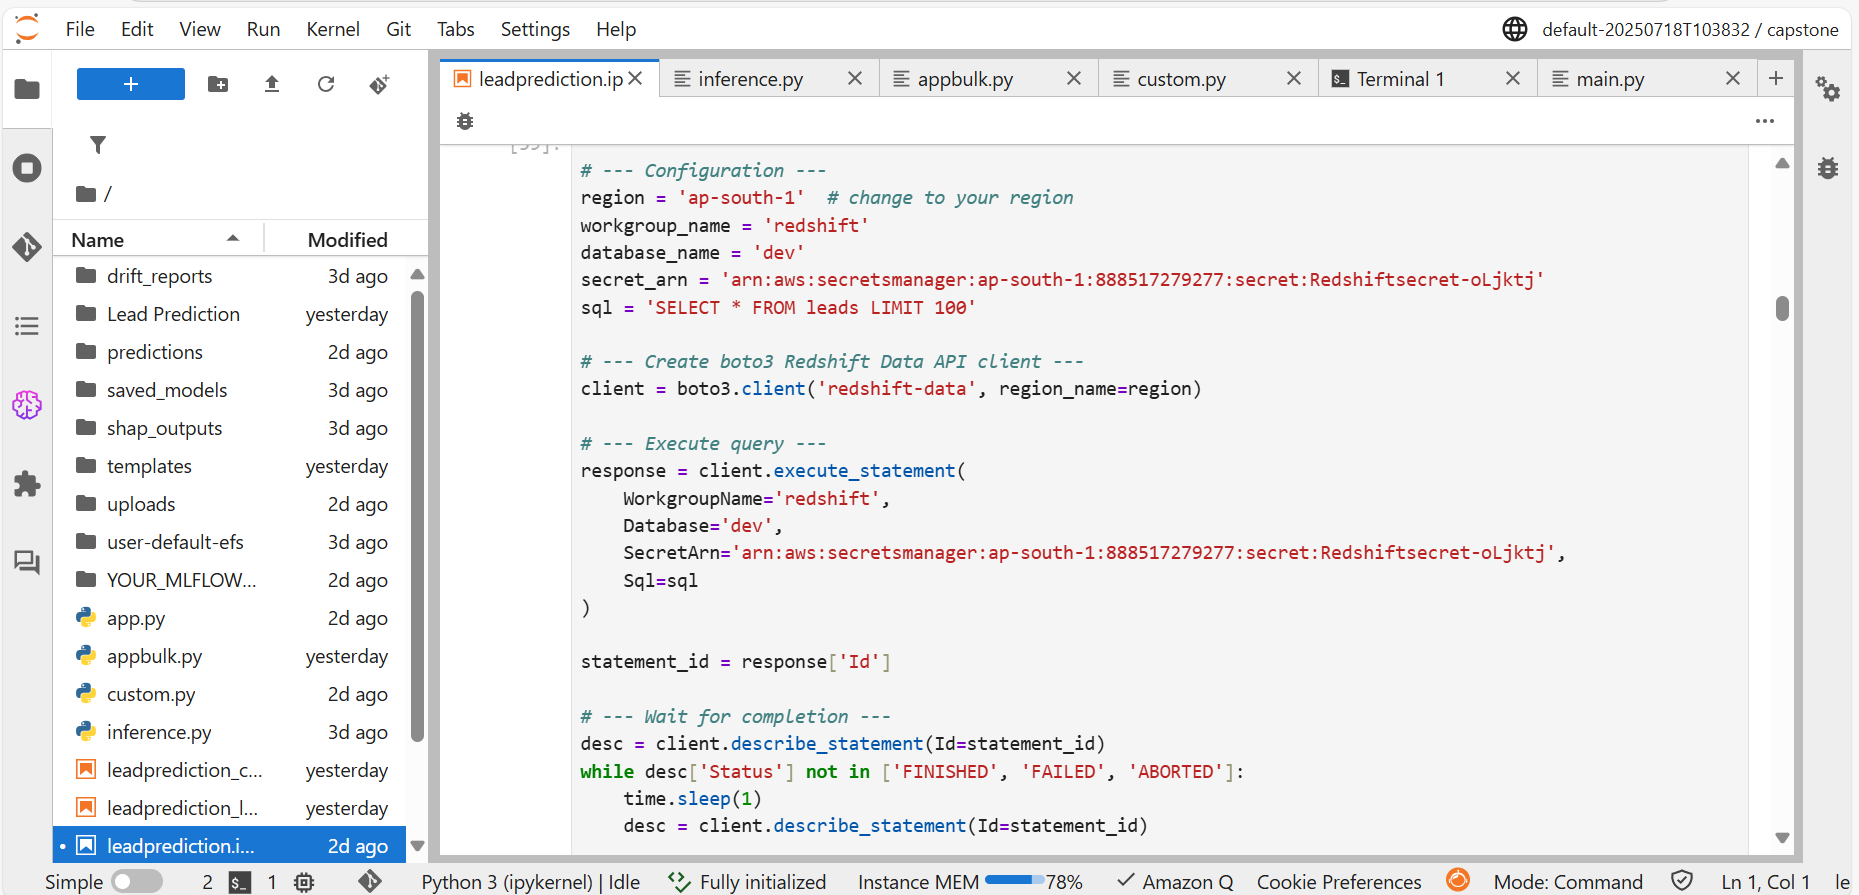 File Edit View Run Kernel Git Tabs Settings Help default-20250718T103832 / capstone
leadprediction.ip inference.py appbulk.py custom.py Terminal 1 main.py
/
Name Modified
drift_reports 3d ago
Lead Prediction yesterday
predictions 2d ago
saved_models 3d ago
shap_outputs 3d ago
templates yesterday
uploads 2d ago
user-default-efs 3d ago
YOUR_MLFLOW... 2d ago
app.py 2d ago
appbulk.py yesterday
custom.py 2d ago
inference.py 3d ago
leadprediction_c... yesterday
leadprediction_l... yesterday
leadprediction.i... 2d ago
# --- Configuration ---
region = 'ap-south-1'  # change to your region
workgroup_name = 'redshift'
database_name = 'dev'
secret_arn = 'arn:aws:secretsmanager:ap-south-1:888517279277:secret:Redshiftsecret-oLjktj'
sql = 'SELECT * FROM leads LIMIT 100'
# --- Create boto3 Redshift Data API client ---
client = boto3.client('redshift-data', region_name=region)
# --- Execute query ---
response = client.execute_statement(
    WorkgroupName='redshift',
    Database='dev',
    SecretArn='arn:aws:secretsmanager:ap-south-1:888517279277:secret:Redshiftsecret-oLjktj',
    Sql=sql
)
statement_id = response['Id']
# --- Wait for completion ---
desc = client.describe_statement(Id=statement_id)
while desc['Status'] not in ['FINISHED', 'FAILED', 'ABORTED']:
    time.sleep(1)
    desc = client.describe_statement(Id=statement_id)
Simple 2 $_ 1 Python 3 (ipykernel) | Idle Fully initialized Instance MEM 78% Amazon Q Cookie Preferences Mode: Command Ln 1, Col 1 le